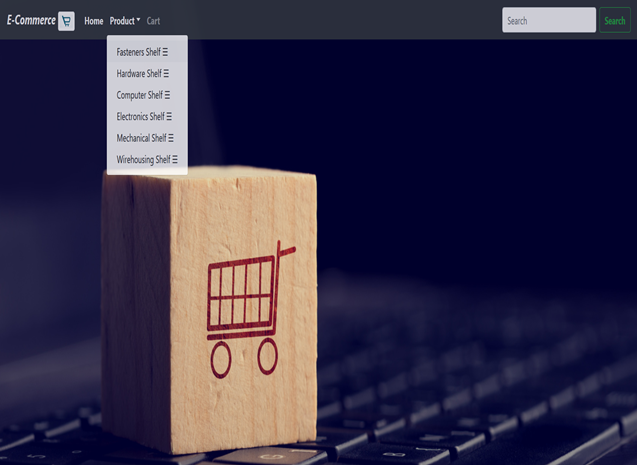 E-Commerce
Home
Product
Cart
Search
Search
Fasteners Shelf ☰
Hardware Shelf ☰
Computer Shelf ☰
Electronics Shelf ☰
Mechanical Shelf ☰
Wirehousing Shelf ☰